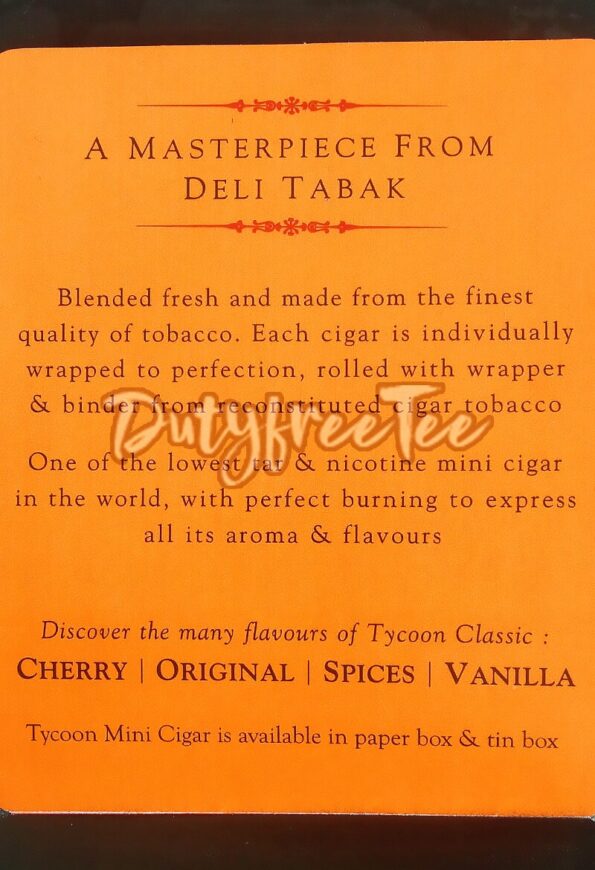 A Masterpiece From
Deli Tabak
Blended fresh and made from the finest
quality of tobacco. Each cigar is individually
wrapped to perfection, rolled with wrapper
& binder from reconstituted cigar tobacco
DutyfreeTee
One of the lowest tar & nicotine mini cigar
in the world, with perfect burning to express
all its aroma & flavours
Discover the many flavours of Tycoon Classic :
Cherry | Original | Spices | Vanilla
Tycoon Mini Cigar is available in paper box & tin box